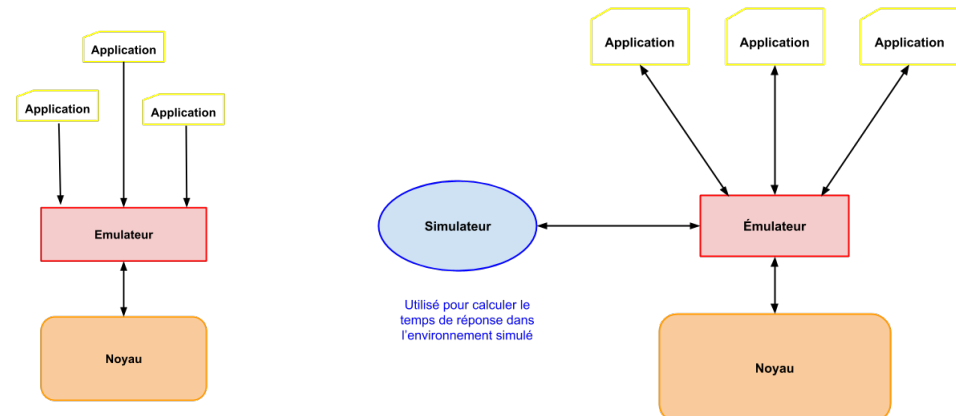 Application
Application
Application
Emulateur
Noyau
Application
Application
Application
Simulateur
Émulateur
Utilisé pour calculer le
temps de réponse dans
l'environnement simulé
Noyau